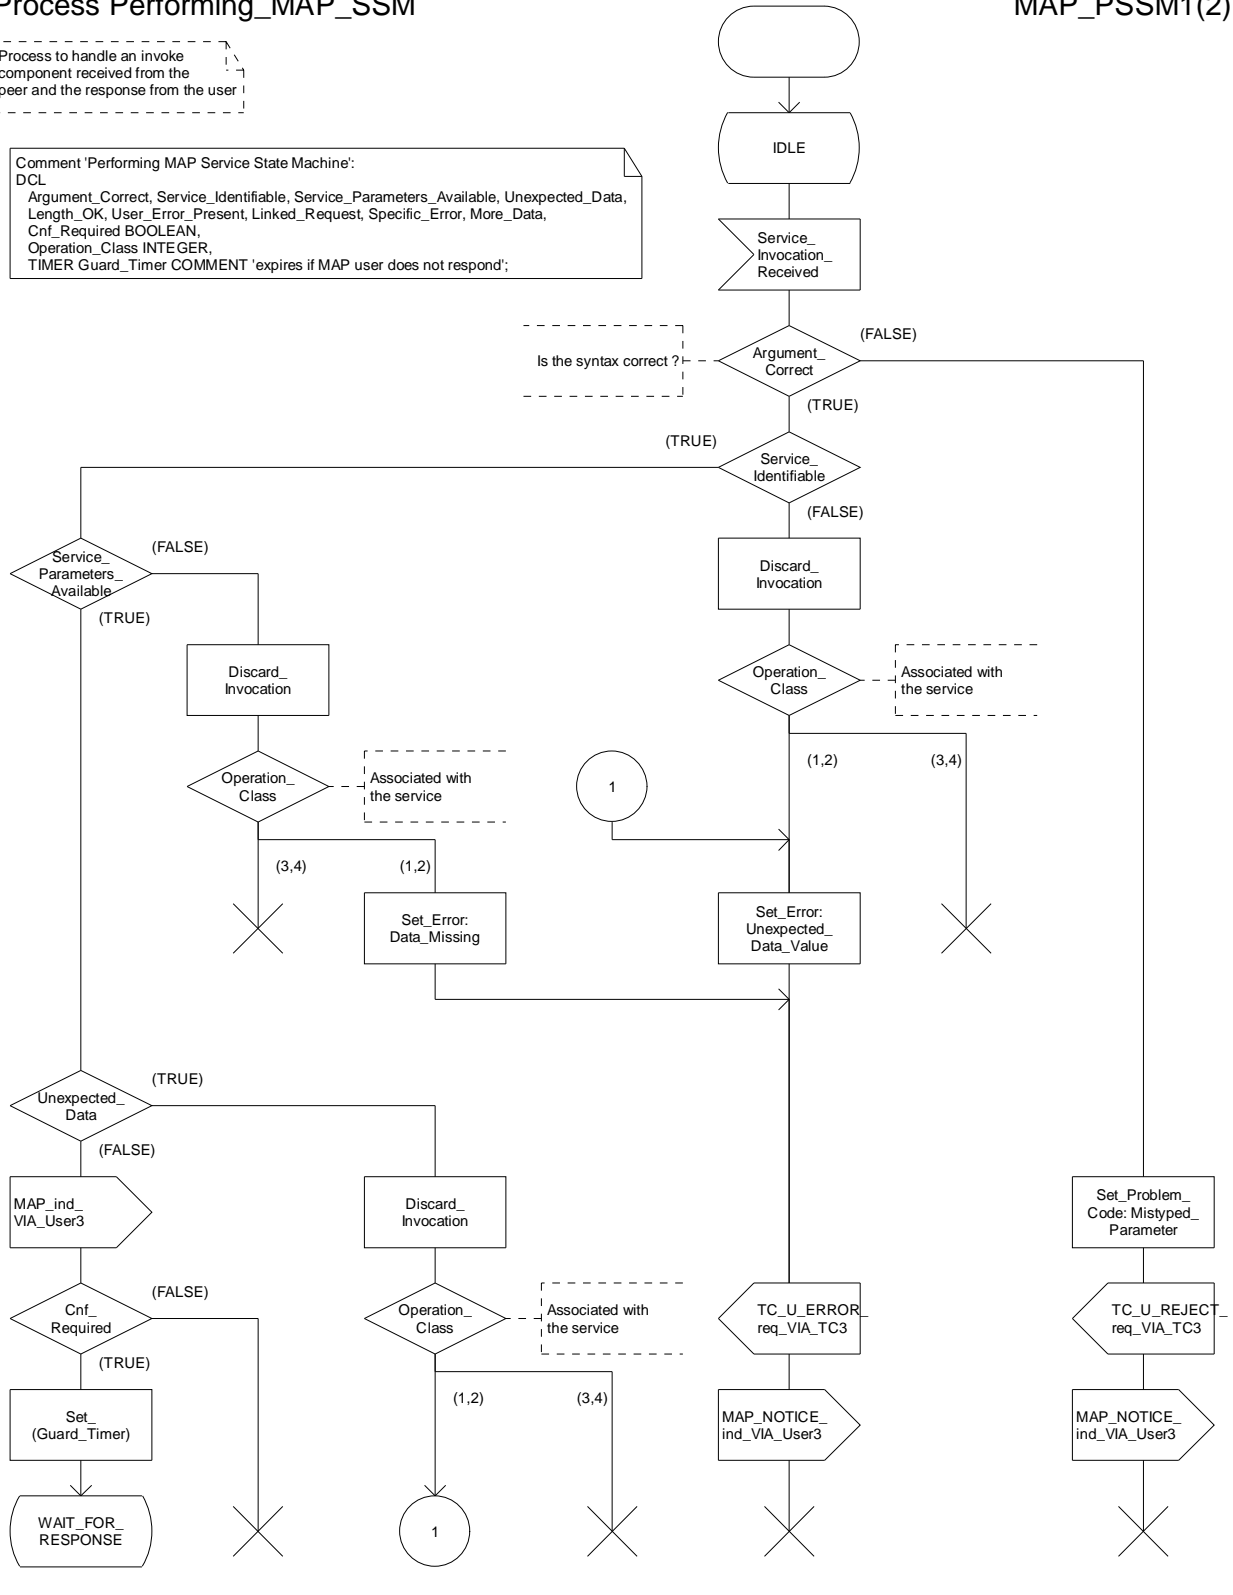 Process Performing_MAP_SSM
MAP_PSSM1(2)
Process to handle an invoke
component received from the
peer and the response from the user
IDLE
Comment 'Performing MAP Service State Machine':
DCL
Argument_Correct, Service_Identifiable, Service_Parameters_Available, Unexpected_Data,
Length_OK, User_Error_Present, Linked_Request, Specific_Error, More_Data,
Cnf_Required BOOLEAN,
Operation_Class INTEGER,
TIMER Guard_Timer COMMENT 'expires if MAP user does not respond';
Service_
Invocation_
Received
Is the syntax correct ?
Argument_
Correct
(FALSE)
(TRUE)
(TRUE)
Service_
Identifiable
(FALSE)
Service_
Parameters_
Available
(FALSE)
(TRUE)
Discard_
Invocation
Discard_
Invocation
Operation_
Class
Associated with
the service
Operation_
Class
Associated with
the service
1
(1,2)
(3,4)
(3,4)
(1,2)
Set_Error:
Data_Missing
Set_Error:
Unexpected_
Data_Value
Unexpected_
Data
(TRUE)
(FALSE)
MAP_ind_
VIA_User3
Discard_
Invocation
Set_Problem_
Code: Mistyped_
Parameter
Cnf_
Required
(FALSE)
(TRUE)
Operation_
Class
Associated with
the service
TC_U_ERROR_
req_VIA_TC3
TC_U_REJECT_
req_VIA_TC3
Set_
(Guard_Timer)
(1,2)
(3,4)
MAP_NOTICE_
ind_VIA_User3
MAP_NOTICE_
ind_VIA_User3
WAIT_FOR_
RESPONSE
1